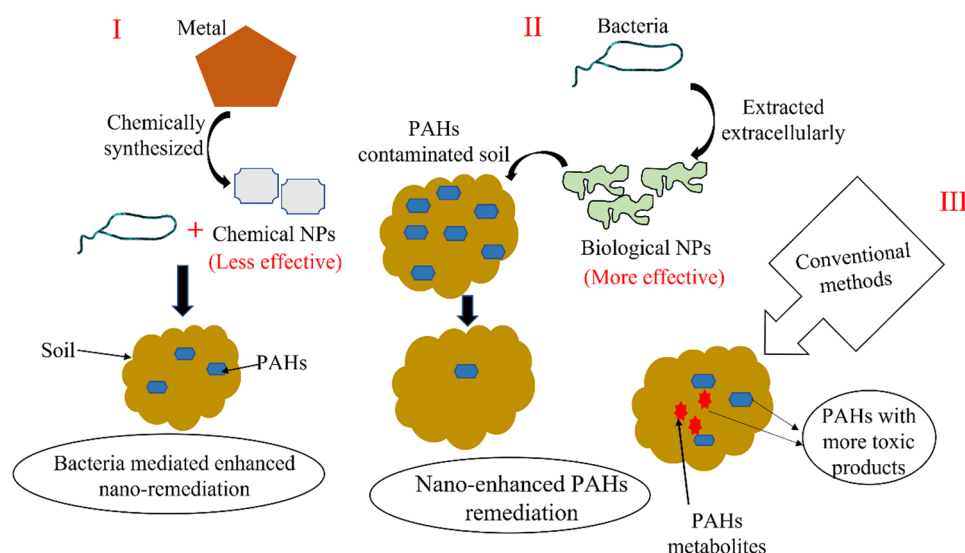 I
Metal
Chemically
synthesized
+ Chemical NPs
(Less effective)
Soil
PAHs
Bacteria mediated enhanced
nano-remediation
II
Bacteria
Extracted
extracellularly
PAHs
contaminated soil
Biological NPs
(More effective)
Nano-enhanced PAHs
remediation
III
Conventional
methods
PAHs with
more toxic
products
PAHs
metabolites